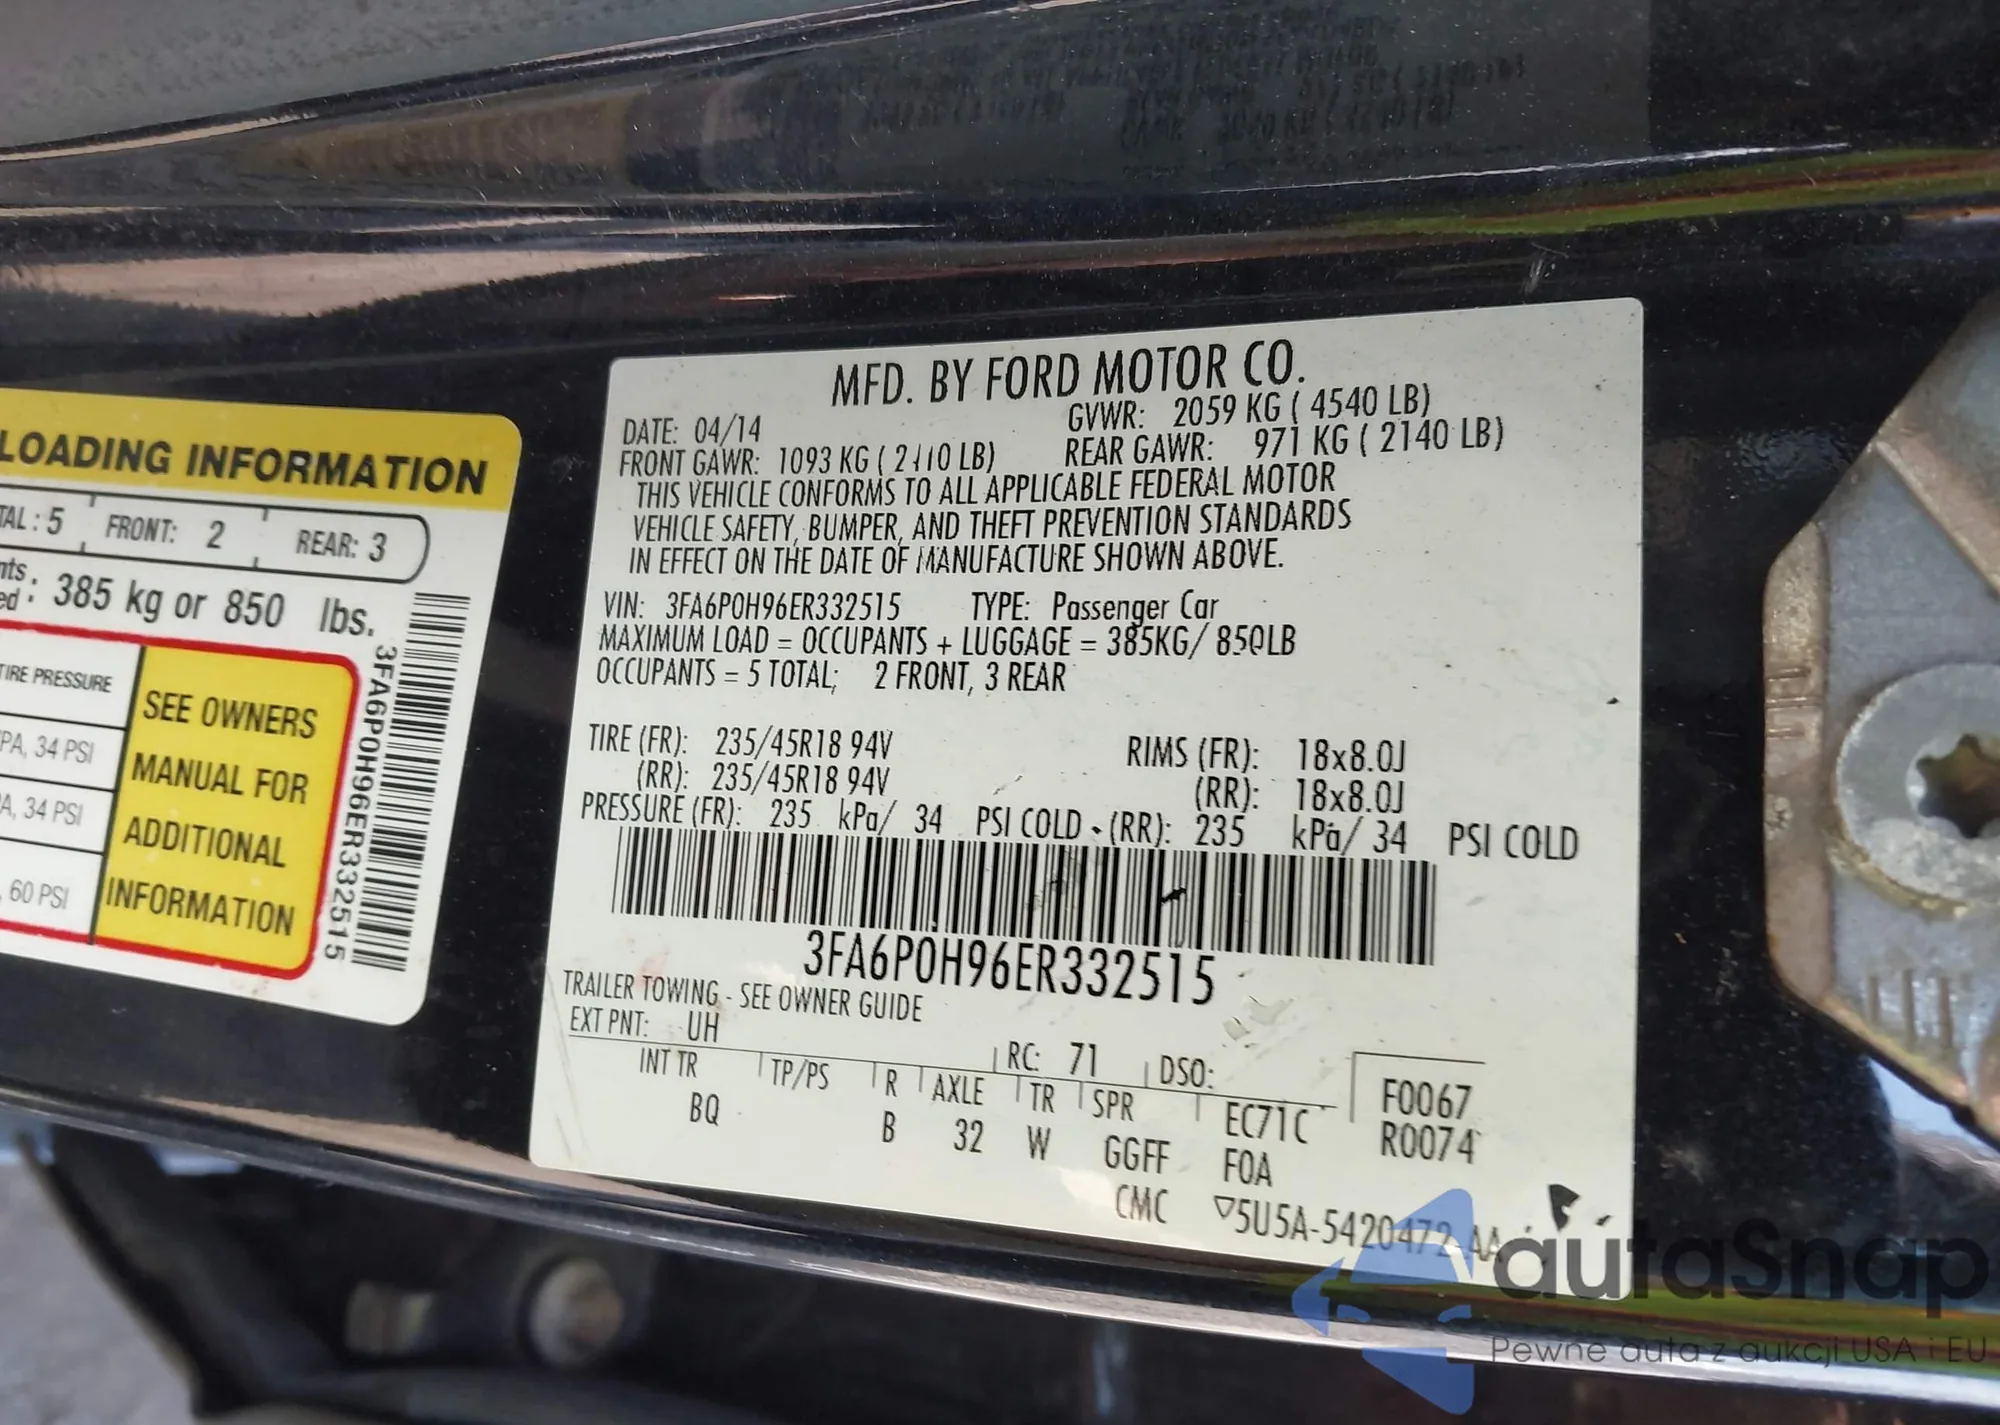 LOADING INFORMATION
TAL : 5 FRONT: 2 REAR: 3
nts.
ed : 385 kg or 850 lbs.
TIRE PRESSURE
PA, 34 PSI
A, 34 PSI
, 60 PSI
SEE OWNERS
MANUAL FOR
ADDITIONAL
INFORMATION
3FA6P0H96ER332515
MFD. BY FORD MOTOR CO.
DATE: 04/14 GVWR: 2059 KG ( 4540 LB)
FRONT GAWR: 1093 KG ( 2410 LB) REAR GAWR: 971 KG ( 2140 LB)
THIS VEHICLE CONFORMS TO ALL APPLICABLE FEDERAL MOTOR
VEHICLE SAFETY, BUMPER, AND THEFT PREVENTION STANDARDS
IN EFFECT ON THE DATE OF MANUFACTURE SHOWN ABOVE.
VIN: 3FA6P0H96ER332515 TYPE: Passenger Car
MAXIMUM LOAD = OCCUPANTS + LUGGAGE = 385KG/ 850LB
OCCUPANTS = 5 TOTAL; 2 FRONT, 3 REAR
TIRE (FR): 235/45R18 94V RIMS (FR): 18x8.0J
(RR): 235/45R18 94V (RR): 18x8.0J
PRESSURE (FR): 235 kPa/ 34 PSI COLD - (RR): 235 kPa/ 34 PSI COLD
3FA6P0H96ER332515
TRAILER TOWING - SEE OWNER GUIDE
EXT PNT: UH RC: 71 DSO:
INT TR TP/PS R AXLE TR SPR EC71C F0067
BQ B 32 W GGFF F0A R0074
CMC ▽5U5A-5420472 AA
autaSnap
Pewne auta z aukcji USA i EU